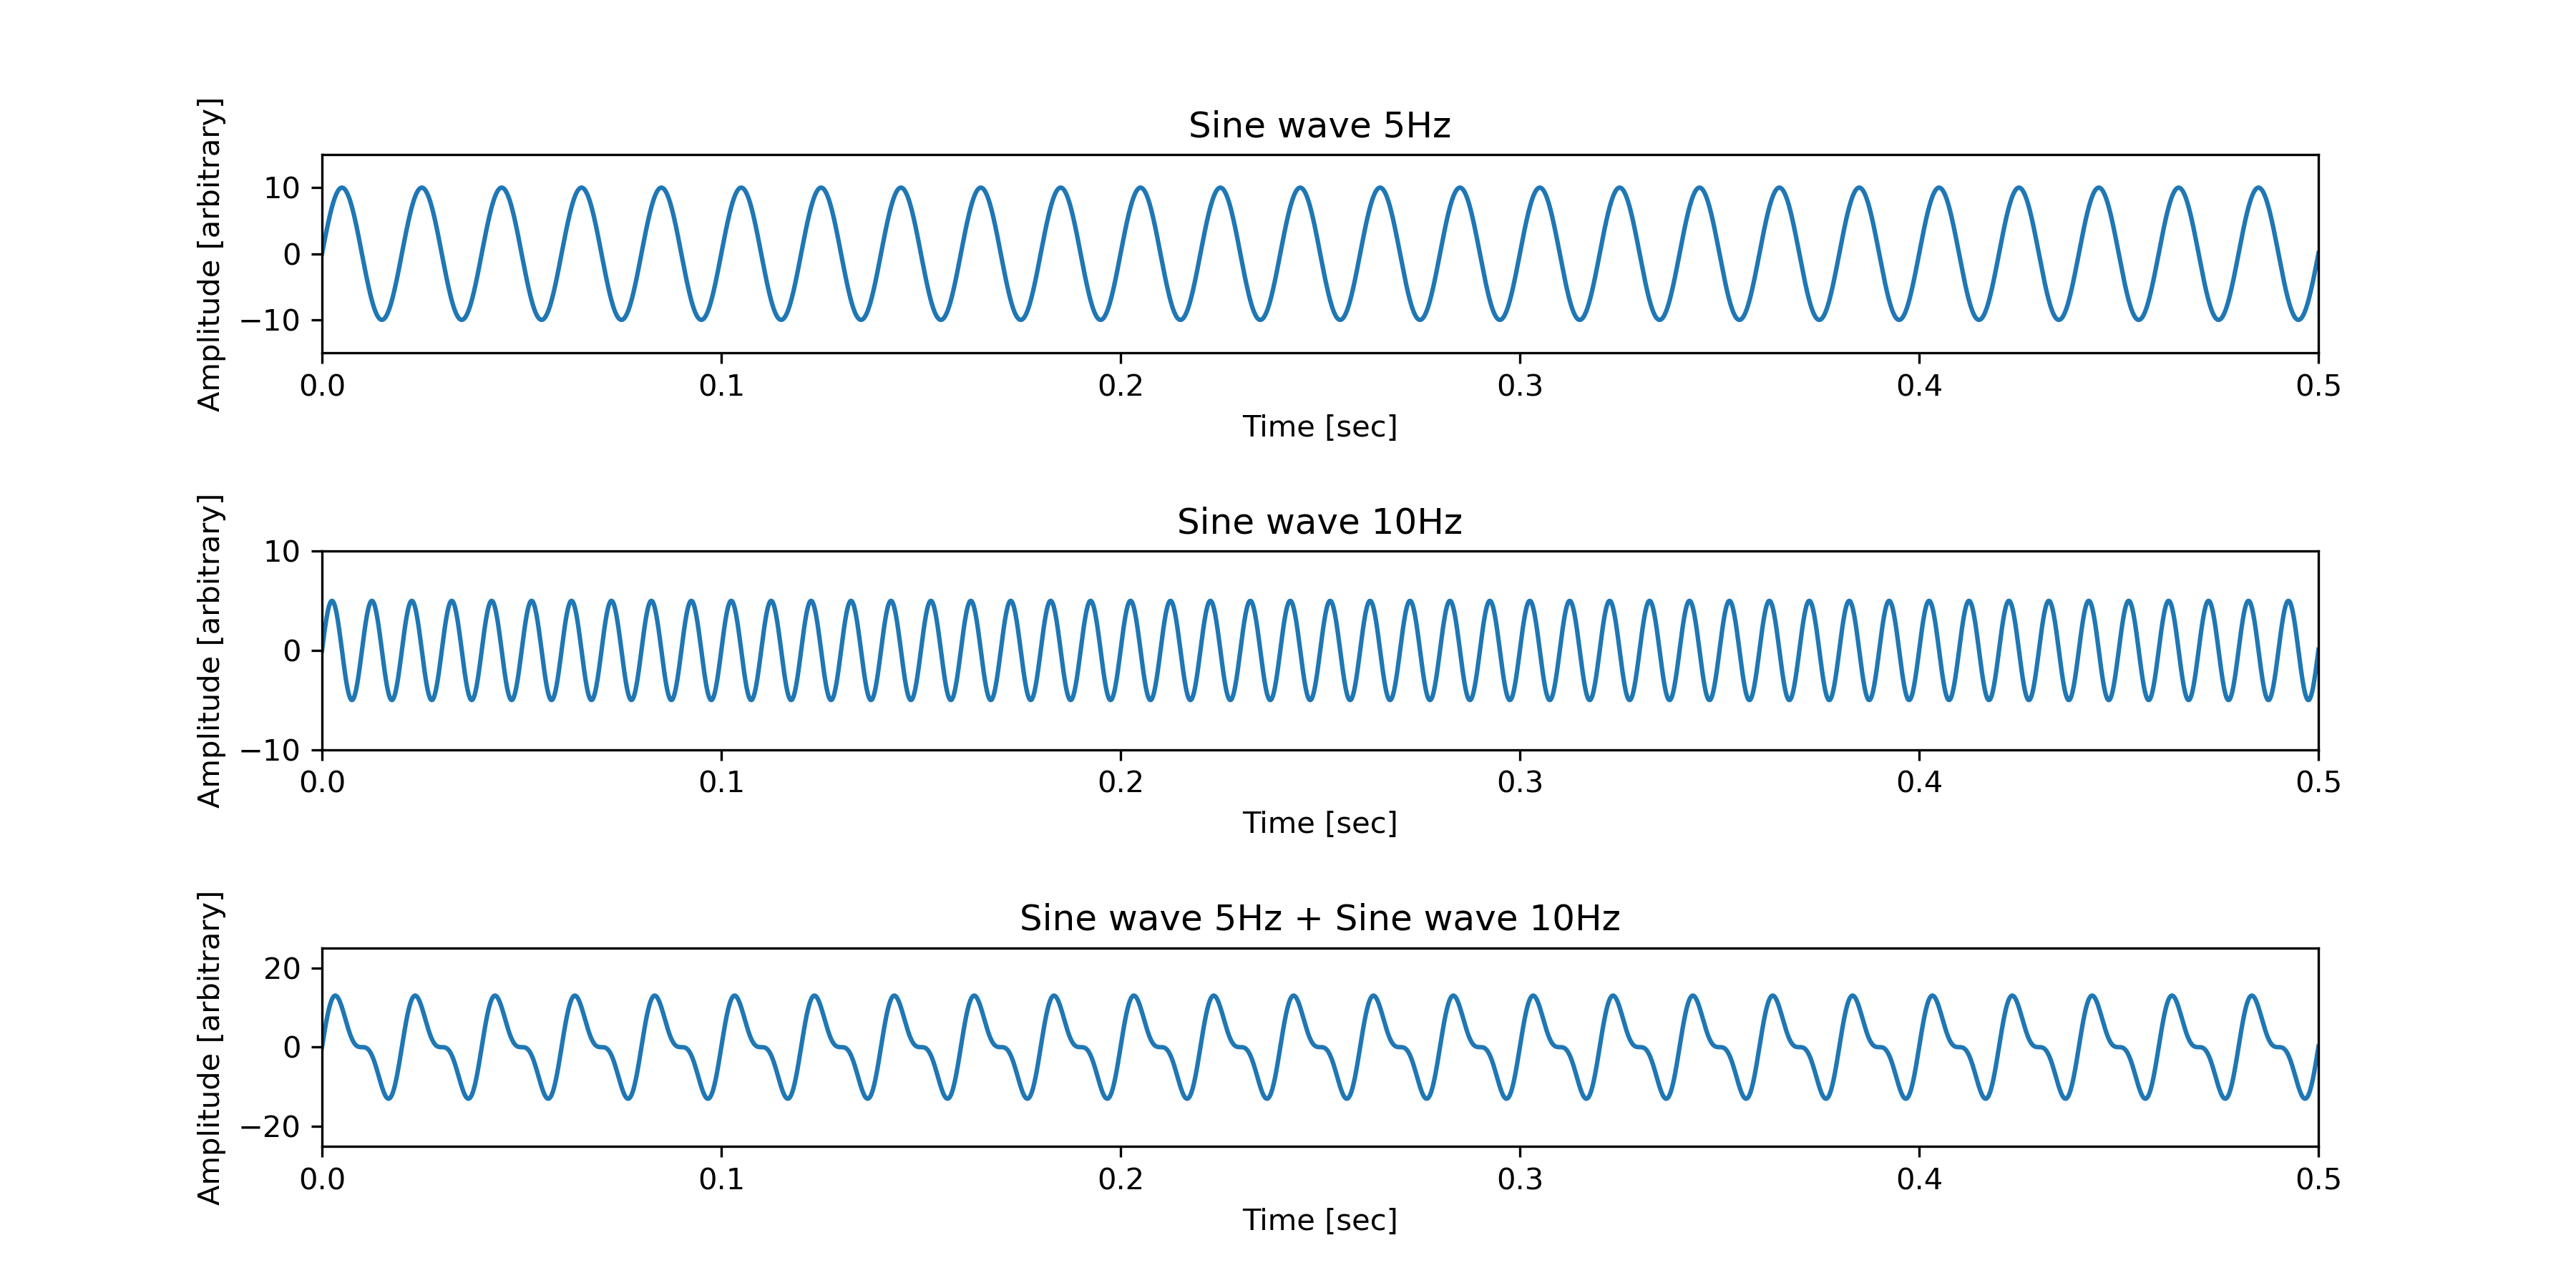 Sine wave 5Hz
Amplitude [arbitrary]
10
0
−10
0.0 0.1 0.2 0.3 0.4 0.5
Time [sec]
Sine wave 10Hz
Amplitude [arbitrary]
10
0
−10
0.0 0.1 0.2 0.3 0.4 0.5
Time [sec]
Sine wave 5Hz + Sine wave 10Hz
Amplitude [arbitrary]
20
0
−20
0.0 0.1 0.2 0.3 0.4 0.5
Time [sec]